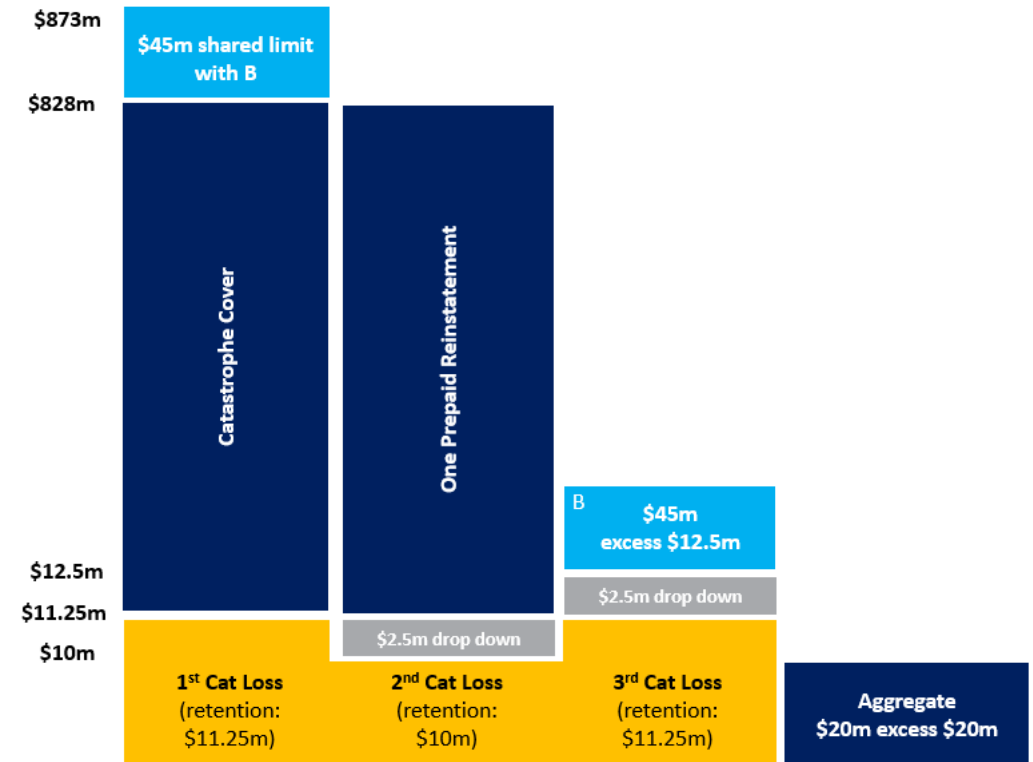 $873m
$45m shared limit
with B
$828m
Catastrophe Cover
One Prepaid Reinstatement
B
$45m
excess $12.5m
$12.5m
$2.5m drop down
$11.25m
$2.5m drop down
$10m
1st Cat Loss
(retention:
$11.25m)
2nd Cat Loss
(retention:
$10m)
3rd Cat Loss
(retention:
$11.25m)
Aggregate
$20m excess $20m